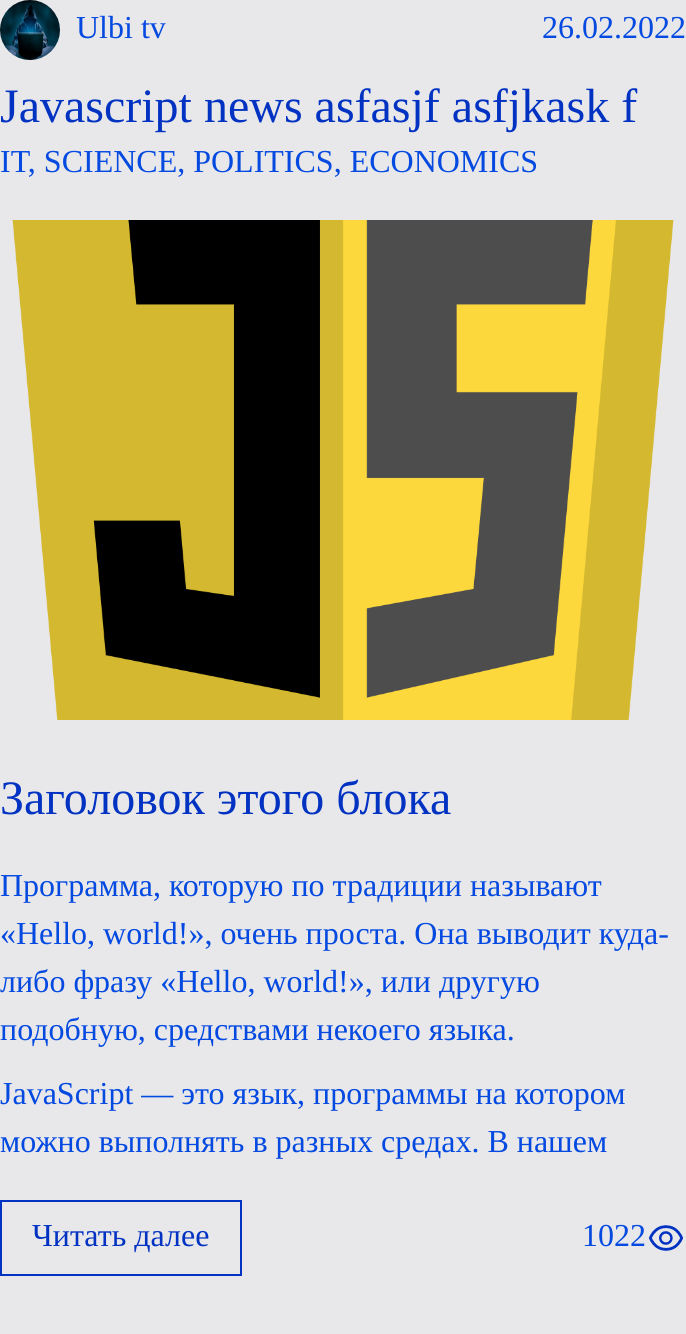 Ulbi tv 26.02.2022
Javascript news asfasjf asfjkask f
IT, SCIENCE, POLITICS, ECONOMICS
JS
Заголовок этого блока
Программа, которую по традиции называют
«Hello, world!», очень проста. Она выводит куда-
либо фразу «Hello, world!», или другую
подобную, средствами некоего языка.
JavaScript — это язык, программы на котором
можно выполнять в разных средах. В нашем
Читать далее 1022